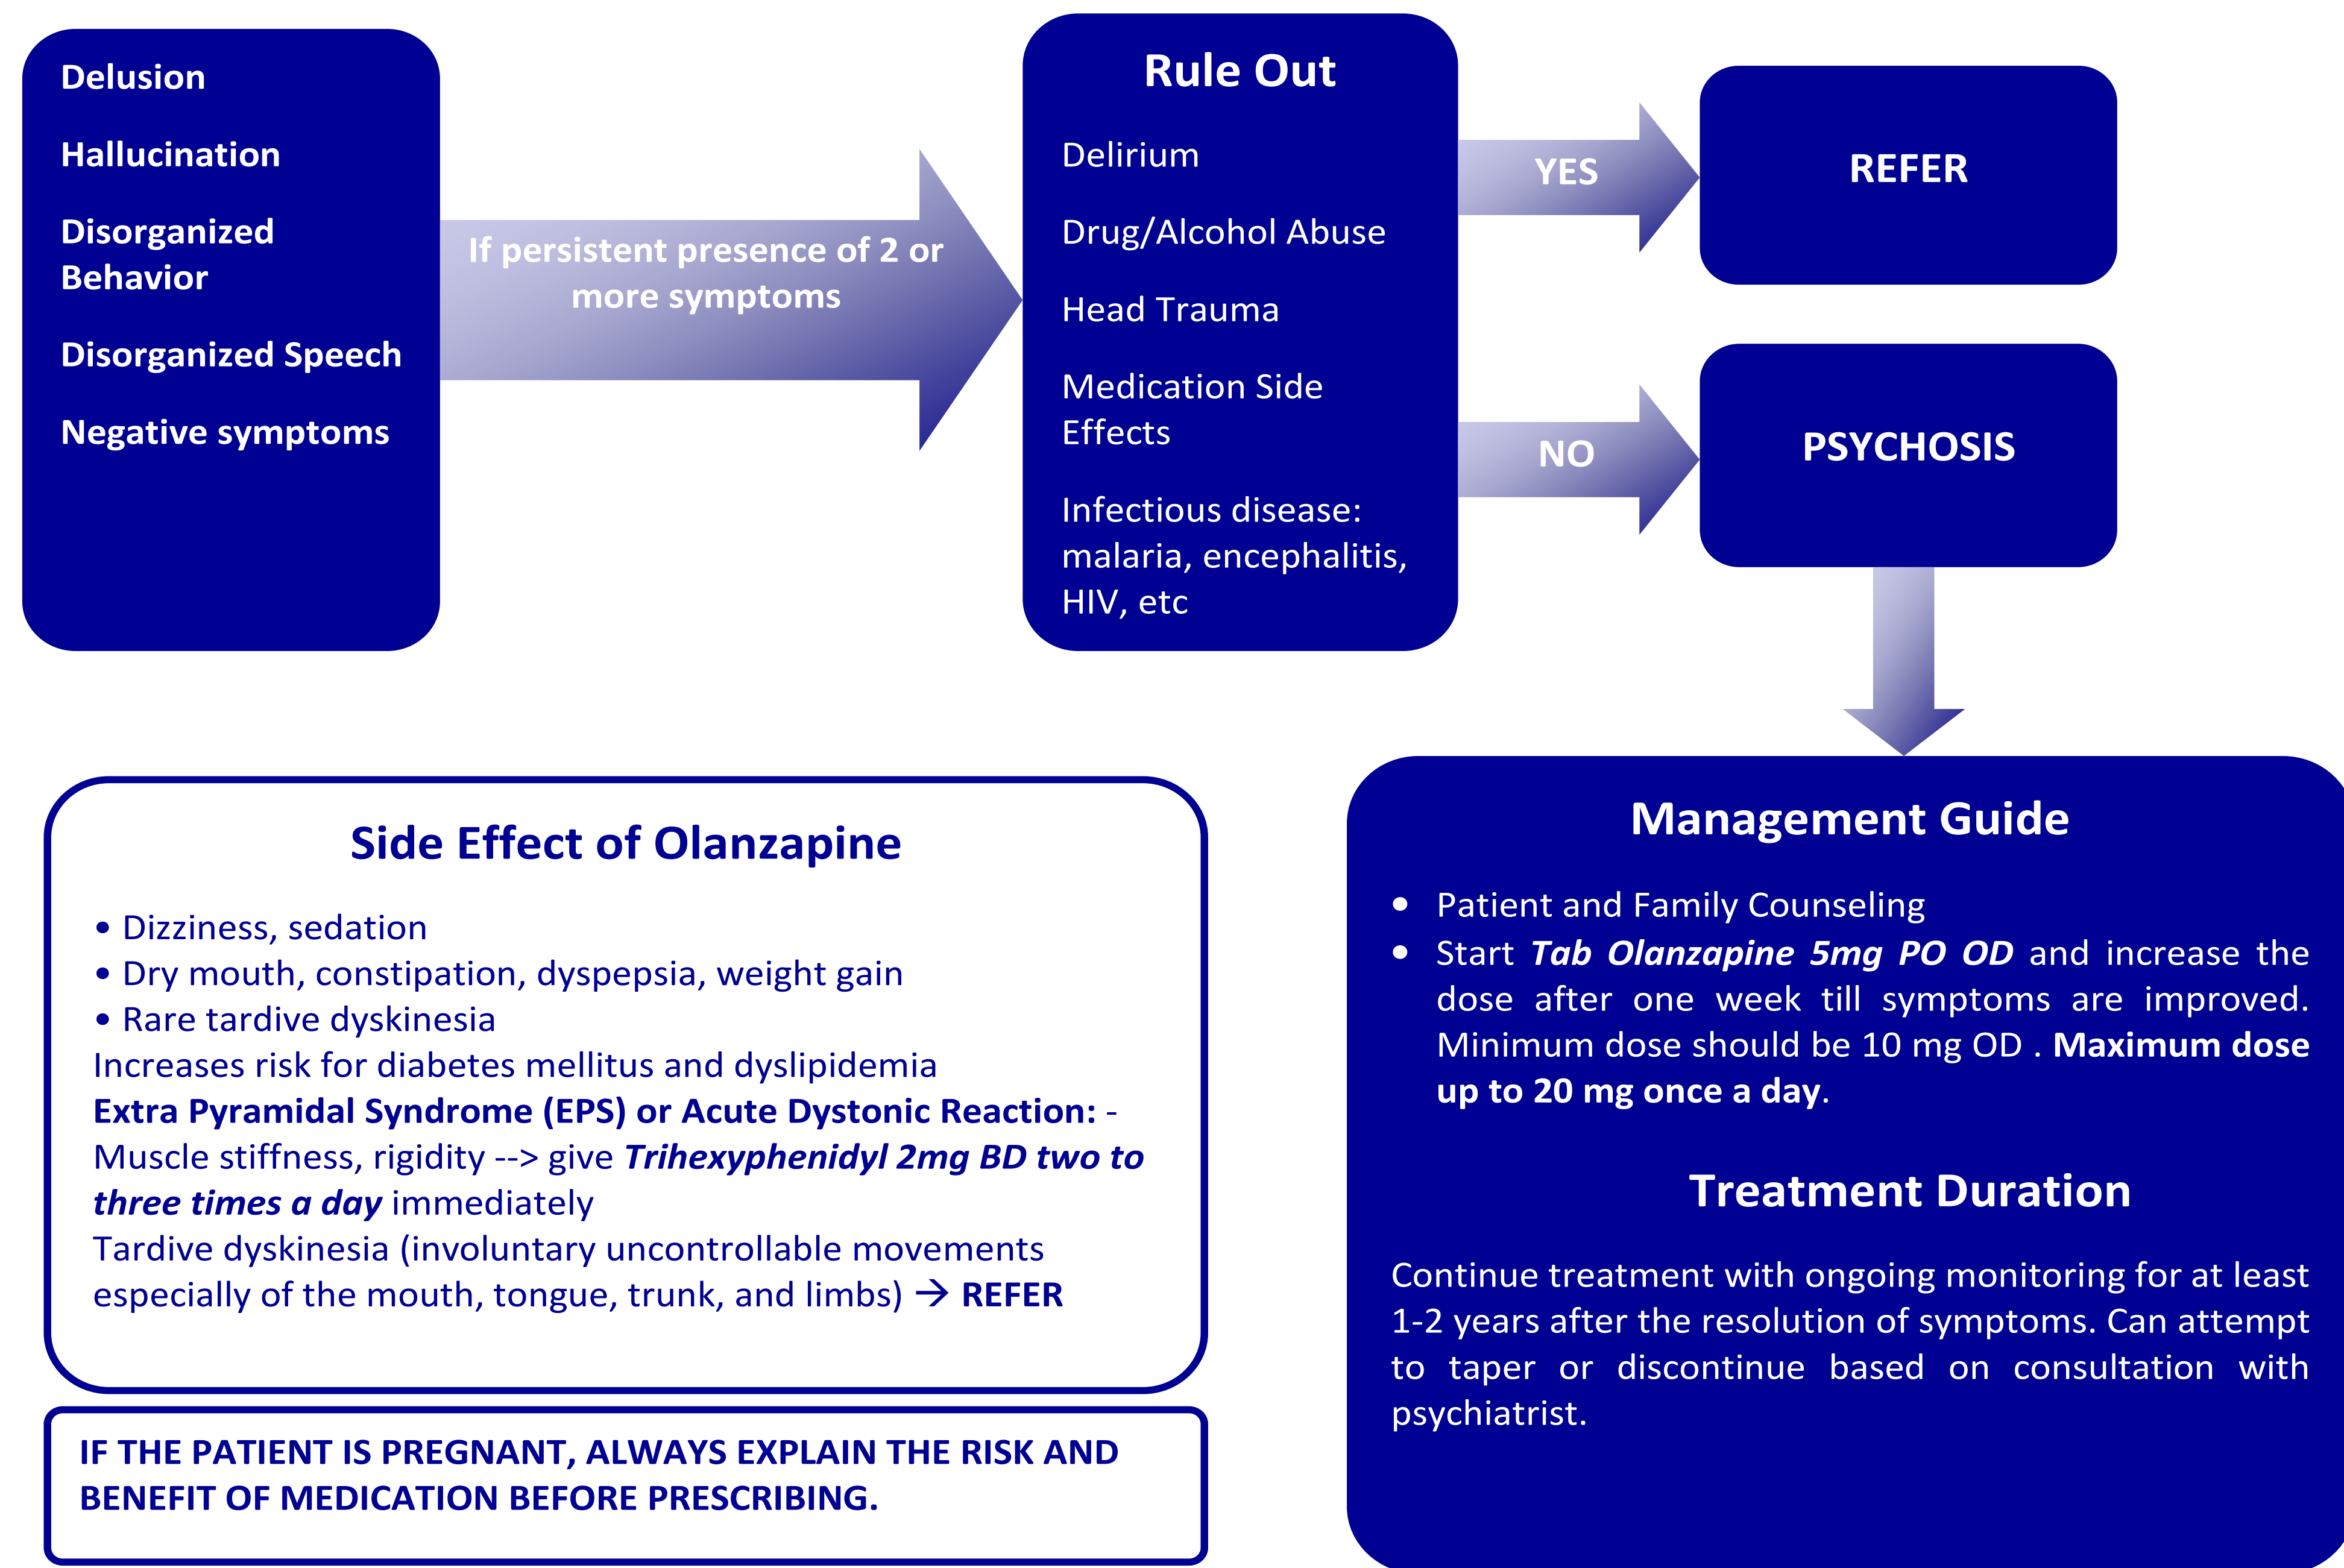 Delusion
Hallucination
Disorganized
Behavior
Disorganized Speech
Negative symptoms
If persistent presence of 2 or
more symptoms
Rule Out
Delirium
Drug/Alcohol Abuse
Head Trauma
Medication Side
Effects
Infectious disease:
malaria, encephalitis,
HIV, etc
YES
REFER
NO
PSYCHOSIS
Side Effect of Olanzapine
• Dizziness, sedation
• Dry mouth, constipation, dyspepsia, weight gain
• Rare tardive dyskinesia
Increases risk for diabetes mellitus and dyslipidemia
Extra Pyramidal Syndrome (EPS) or Acute Dystonic Reaction: -
Muscle stiffness, rigidity --> give Trihexyphenidyl 2mg BD two to
three times a day immediately
Tardive dyskinesia (involuntary uncontrollable movements
especially of the mouth, tongue, trunk, and limbs) → REFER
IF THE PATIENT IS PREGNANT, ALWAYS EXPLAIN THE RISK AND
BENEFIT OF MEDICATION BEFORE PRESCRIBING.
Management Guide
• Patient and Family Counseling
• Start Tab Olanzapine 5mg PO OD and increase the
dose after one week till symptoms are improved.
Minimum dose should be 10 mg OD . Maximum dose
up to 20 mg once a day.
Treatment Duration
Continue treatment with ongoing monitoring for at least
1-2 years after the resolution of symptoms. Can attempt
to taper or discontinue based on consultation with
psychiatrist.